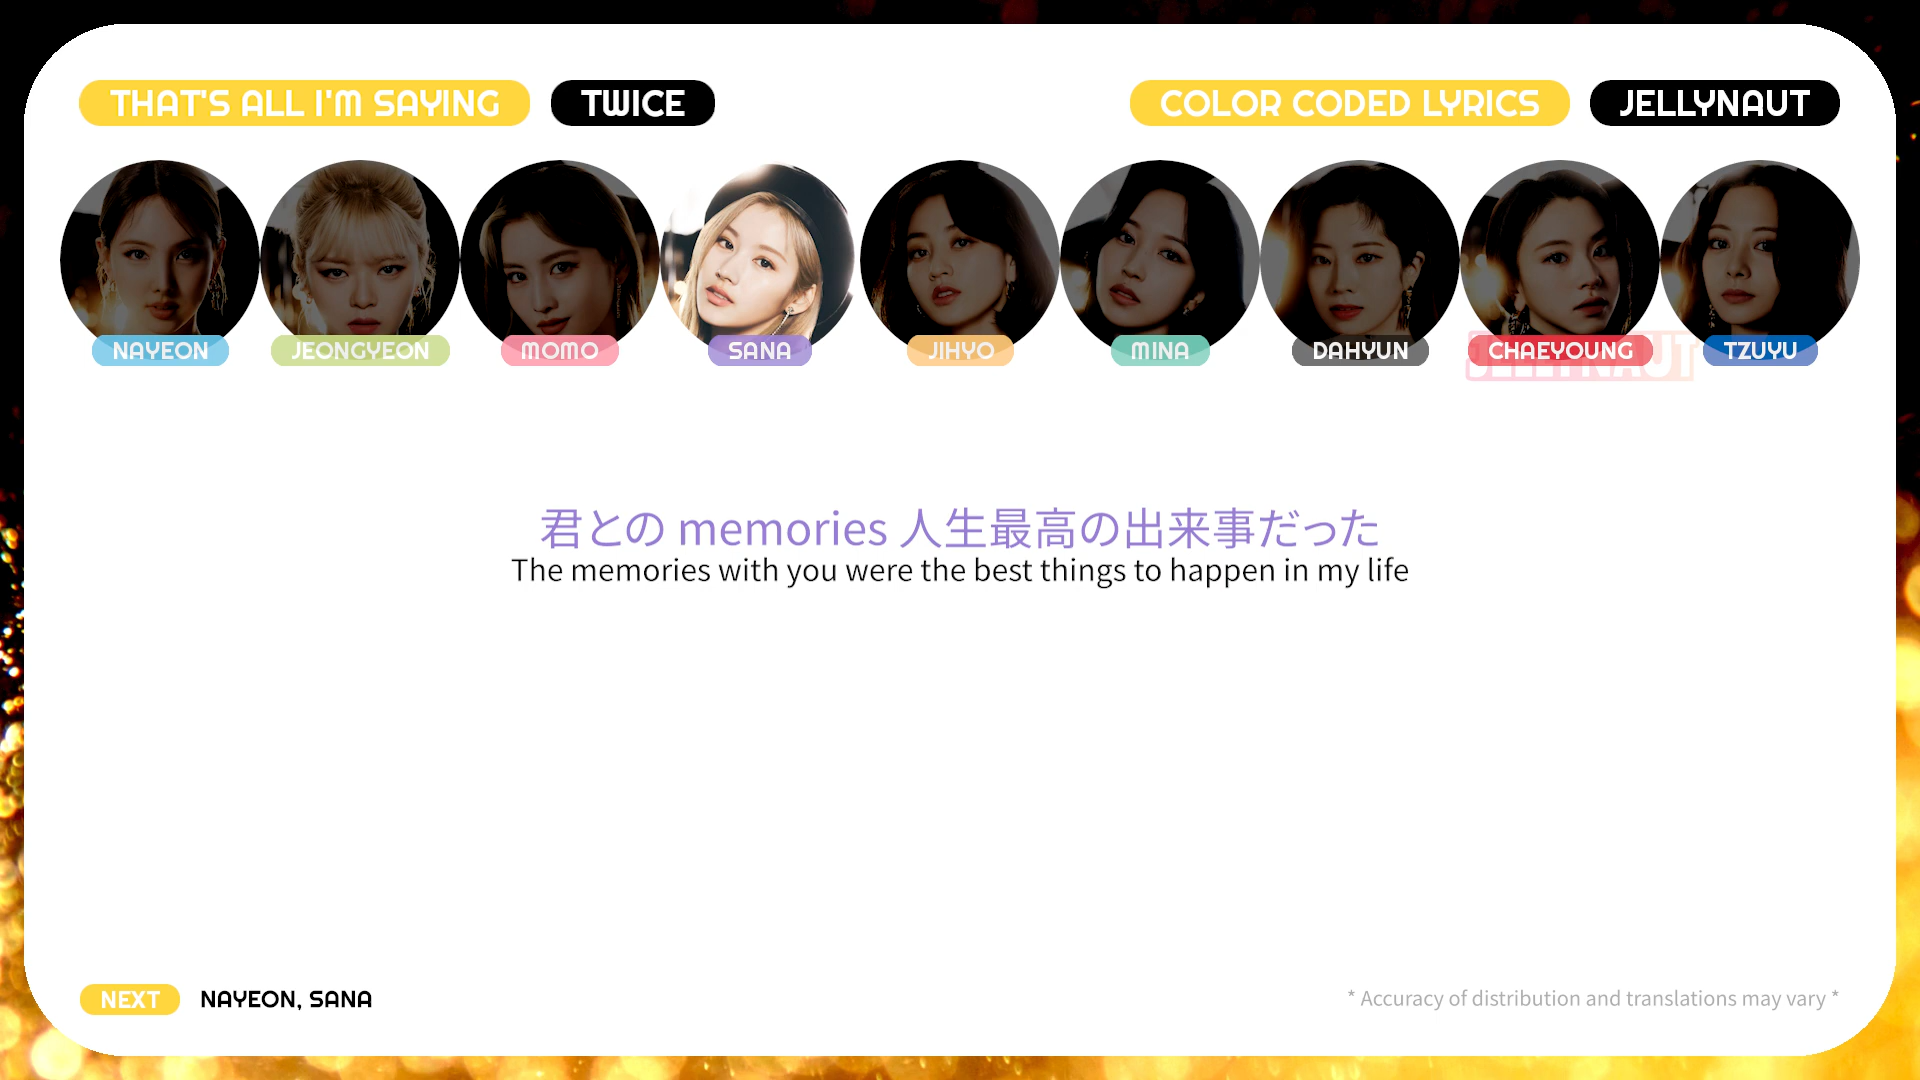 THAT'S ALL I'M SAYING TWICE COLOR CODED LYRICS JELLYNAUT
NAYEON JEONGYEON MOMO SANA JIHYO MINA DAHYUN CHAEYOUNG TZUYU
JELLYNAUT
君との memories 人生最高の出来事だった
The memories with you were the best things to happen in my life
NEXT NAYEON, SANA * Accuracy of distribution and translations may vary *